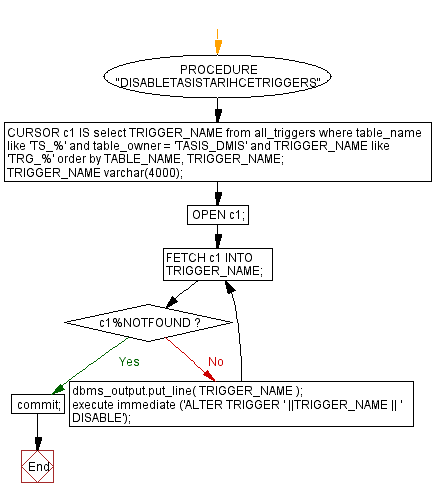 PROCEDURE
"DISABLETASISTARIHCETRIGGERS"
CURSOR c1 IS select TRIGGER_NAME from all_triggers where table_name
like 'TS_%' and table_owner = 'TASIS_DMIS' and TRIGGER_NAME like
'TRG_%' order by TABLE_NAME, TRIGGER_NAME;
TRIGGER_NAME varchar(4000);
OPEN c1;
FETCH c1 INTO
TRIGGER_NAME;
c1%NOTFOUND ?
Yes
No
commit;
dbms_output.put_line( TRIGGER_NAME );
execute immediate ('ALTER TRIGGER ' ||TRIGGER_NAME || '
DISABLE');
End